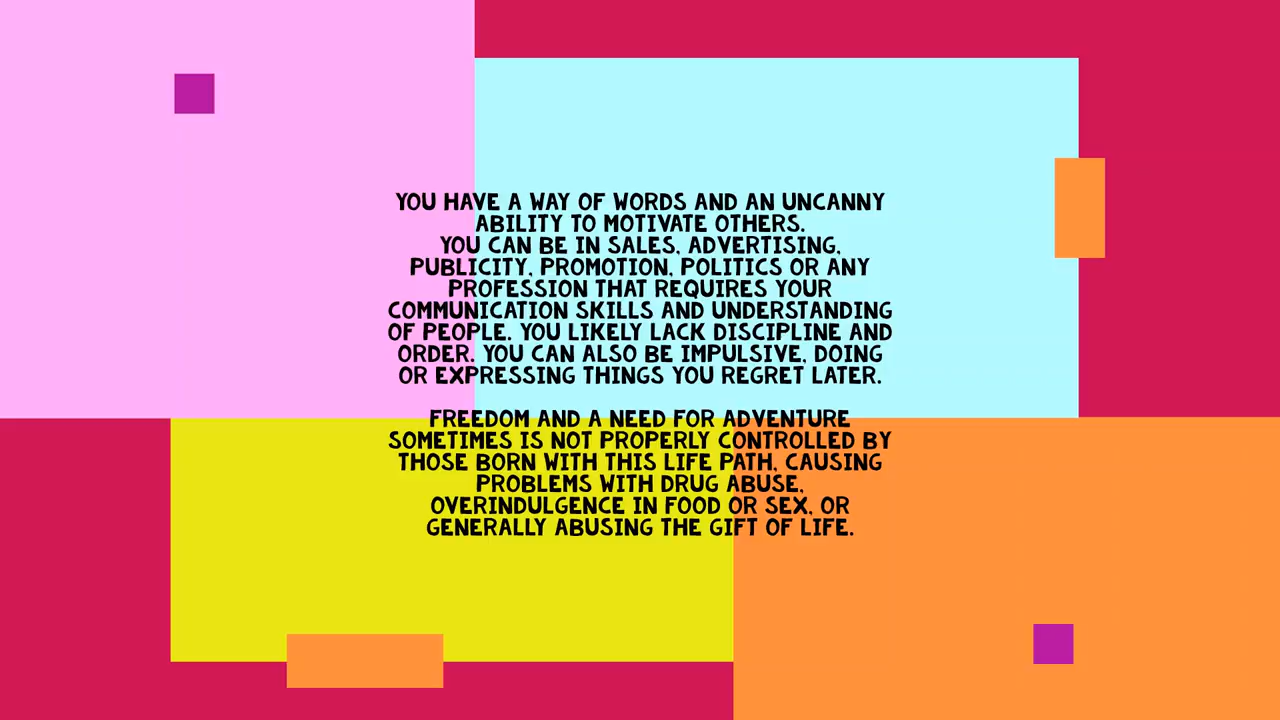 YOU HAVE A WAY OF WORDS AND AN UNCANNY
ABILITY TO MOTIVATE OTHERS.
YOU CAN BE IN SALES, ADVERTISING,
PUBLICITY, PROMOTION, POLITICS OR ANY
PROFESSION THAT REQUIRES YOUR
COMMUNICATION SKILLS AND UNDERSTANDING
OF PEOPLE. YOU LIKELY LACK DISCIPLINE AND
ORDER. YOU CAN ALSO BE IMPULSIVE, DOING
OR EXPRESSING THINGS YOU REGRET LATER.
FREEDOM AND A NEED FOR ADVENTURE
SOMETIMES IS NOT PROPERLY CONTROLLED BY
THOSE BORN WITH THIS LIFE PATH, CAUSING
PROBLEMS WITH DRUG ABUSE,
OVERINDULGENCE IN FOOD OR SEX, OR
GENERALLY ABUSING THE GIFT OF LIFE.